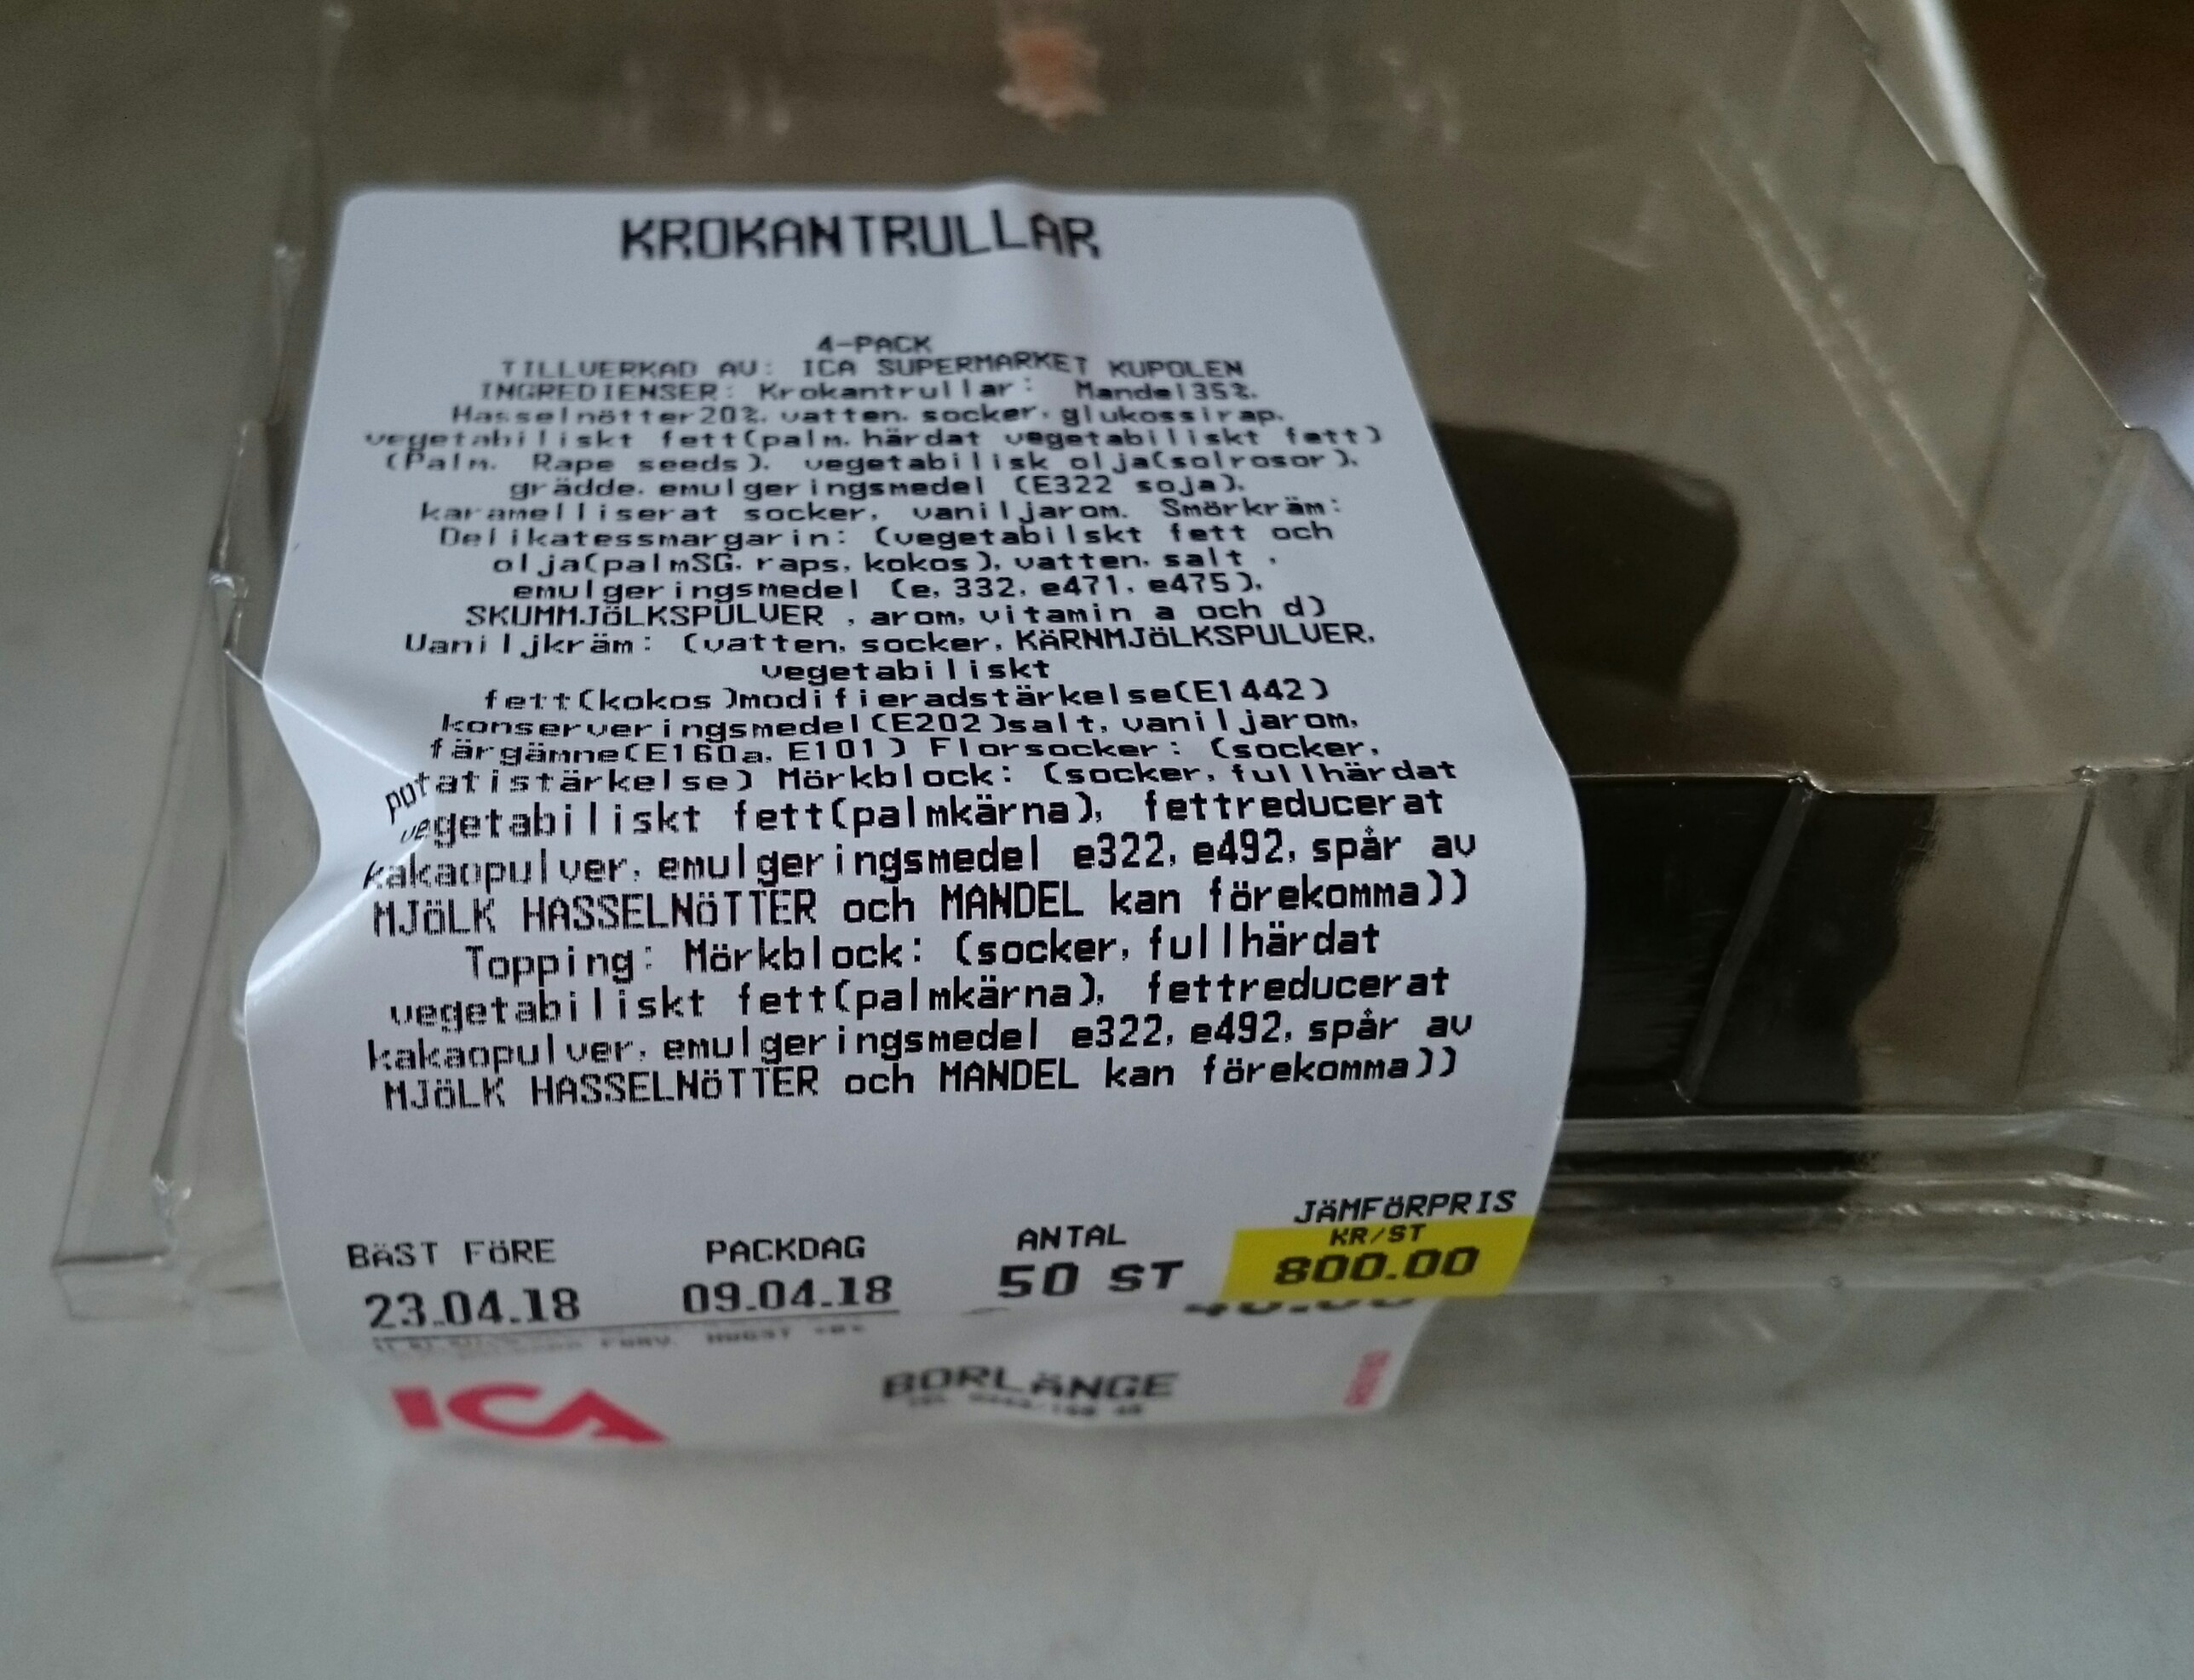 KROKANTRULLAR
4-PACK
TILLVERKAD AV: ICA SUPERMARKET KUPOLEN
INGREDIENSER: Krokantrullar: Mandel35%,
Hasselnötter20%, vatten, socker, glukossirap,
vegetabiliskt fett(palm, härdat vegetabiliskt fett)
(Palm, Rape seeds), vegetabilisk olja(solrosor),
grädde, emulgeringsmedel (E322 soja),
karamelliserat socker, vaniljarom. Smörkräm:
Delikatessmargarin: (vegetabilskt fett och
olja(palmSG, raps, kokos), vatten, salt ,
emulgeringsmedel (e, 332, e471, e475),
SKUMMJöLKSPULVER , arom, vitamin a och d)
Vaniljkräm: (vatten, socker, KäRNMJöLKSPULVER,
vegetabiliskt
fett(kokos)modifieradstärkelse(E1442)
konserveringsmedel(E202)salt, vaniljarom,
färgämne(E160a, E101) Florsocker: (socker,
potatistärkelse) Mörkblock: (socker, fullhärdat
vegetabiliskt fett(palmkärna), fettreducerat
kakaopulver, emulgeringsmedel e322, e492, spår av
MJöLK HASSELNöTTER och MANDEL kan förekomma))
Topping: Mörkblock: (socker, fullhärdat
vegetabiliskt fett(palmkärna), fettreducerat
kakaopulver, emulgeringsmedel e322, e492, spår av
MJöLK HASSELNöTTER och MANDEL kan förekomma))
BäST FöRE PACKDAG ANTAL JäMFöRPRIS
KR/ST
23.04.18 09.04.18 50 ST 800.00
ICA BORLäNGE